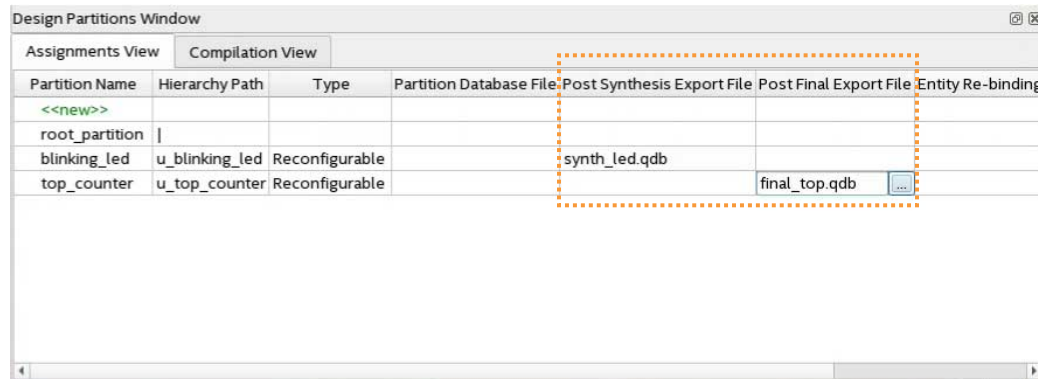 Design Partitions Window
Assignments View Compilation View
Partition Name Hierarchy Path Type Partition Database File Post Synthesis Export File Post Final Export File Entity Re-binding
<<new>>
root_partition |
blinking_led u_blinking_led Reconfigurable synth_led.qdb
top_counter u_top_counter Reconfigurable final_top.qdb ...